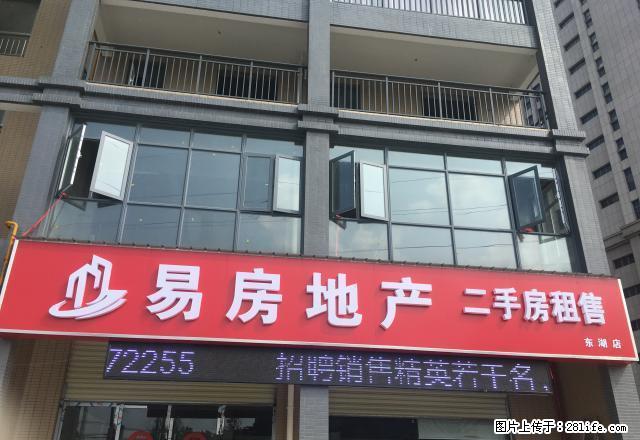 易房地产 二手房租售
东湖店
72255 招聘销售精英若干名，
图片上传于：281life.com